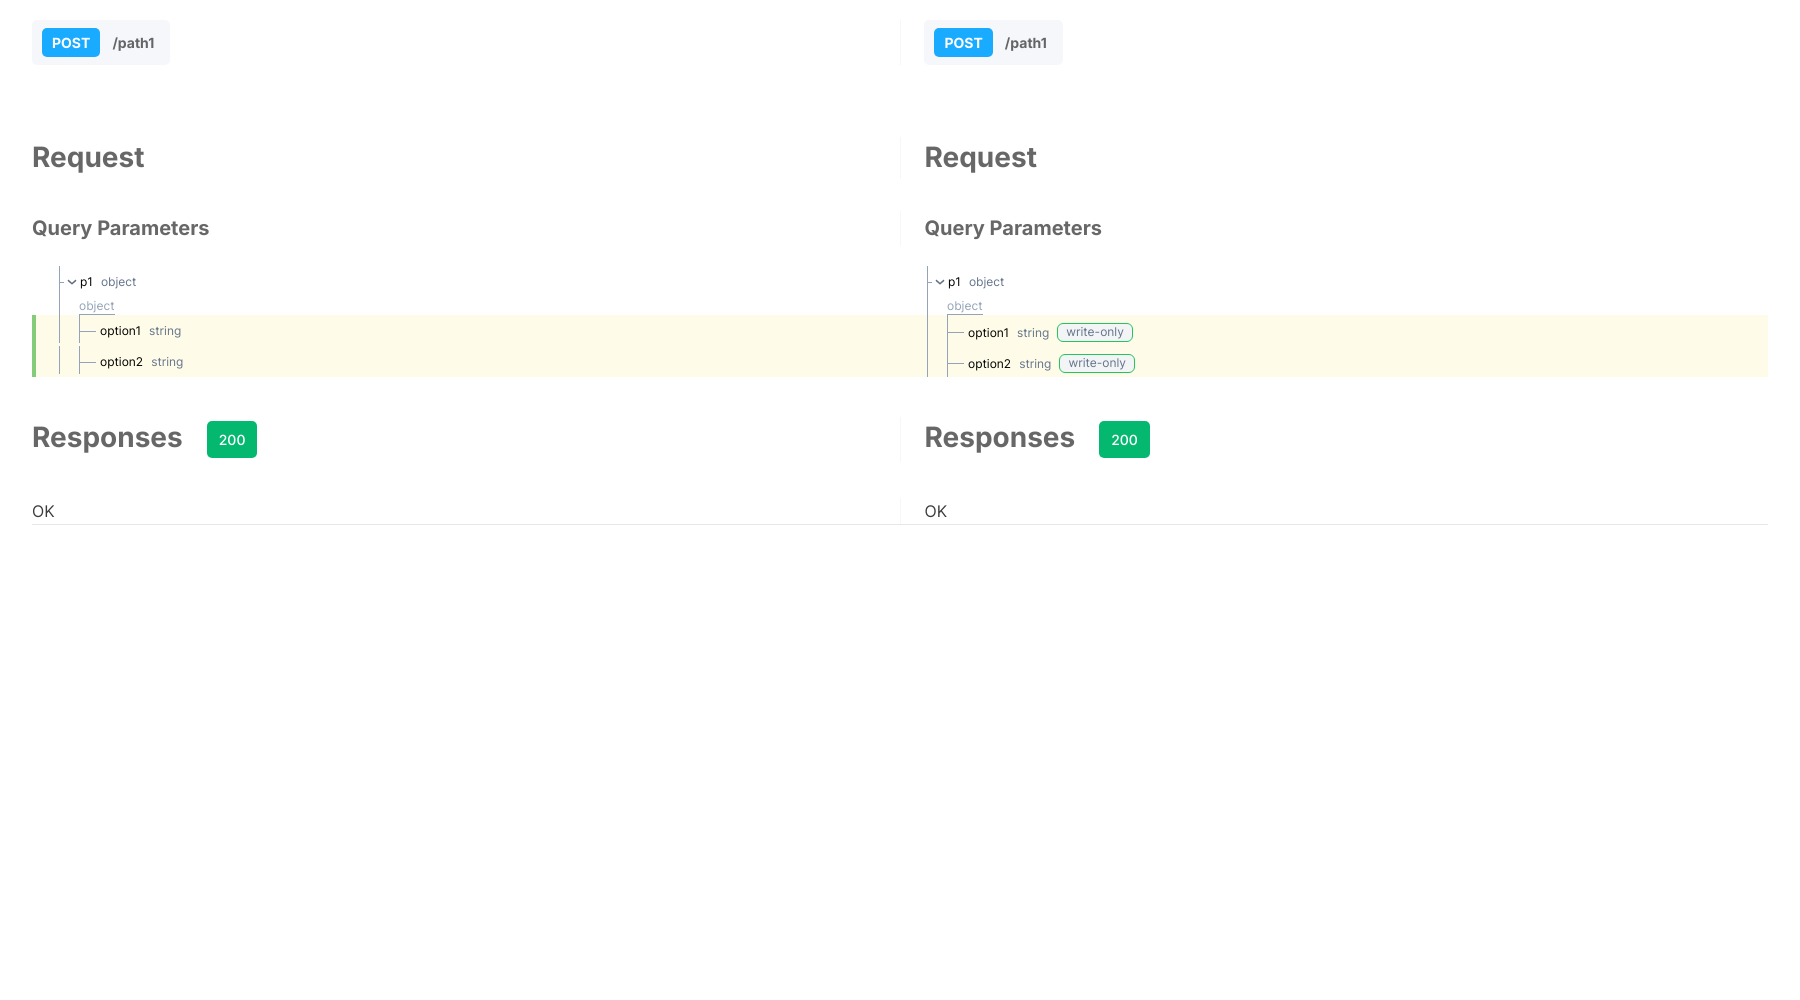 POST /path1
POST /path1
Request
Request
Query Parameters
Query Parameters
p1 object
p1 object
object
object
option1 string
option1 string write-only
option2 string
option2 string write-only
Responses 200
Responses 200
OK
OK